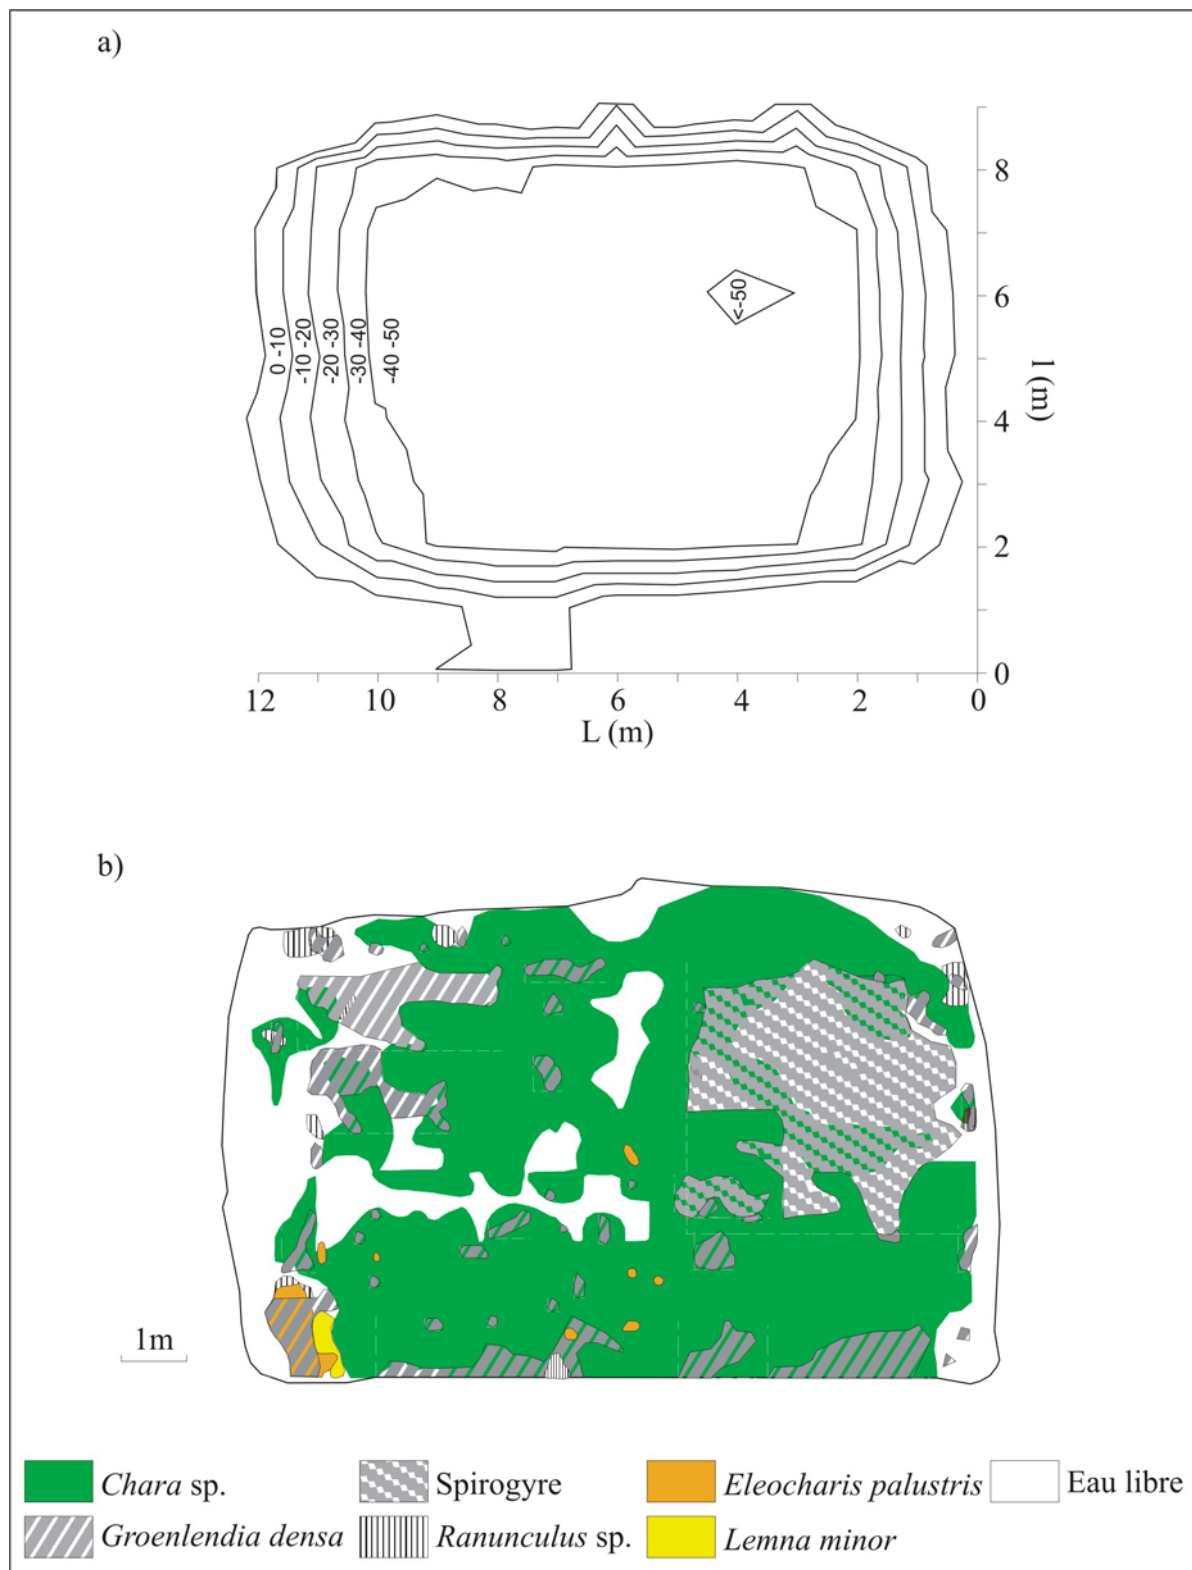 a)
8
<-50
6
0 -10
-10 -20
-20 -30
-30 -40
-40 -50
l (m)
4
2
0
12 10 8 6 4 2 0
L (m)
b)
1m
Chara sp. Spirogyre Eleocharis palustris Eau libre
Groenlendia densa Ranunculus sp. Lemna minor